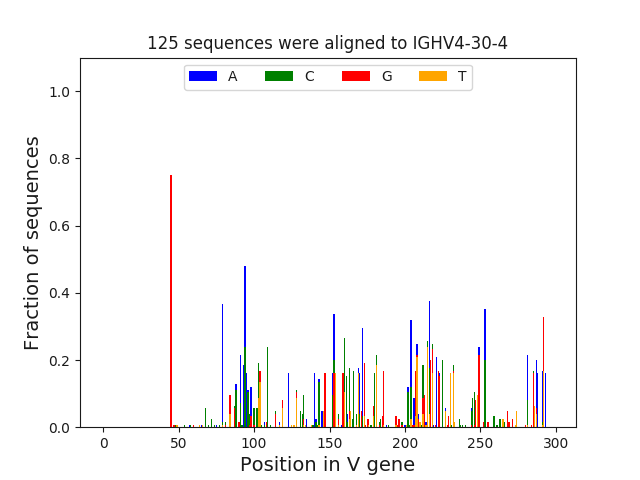 125 sequences were aligned to IGHV4-30-4
A C G T
1.0
0.8
0.6
0.4
0.2
0.0
Fraction of sequences
0 50 100 150 200 250 300
Position in V gene